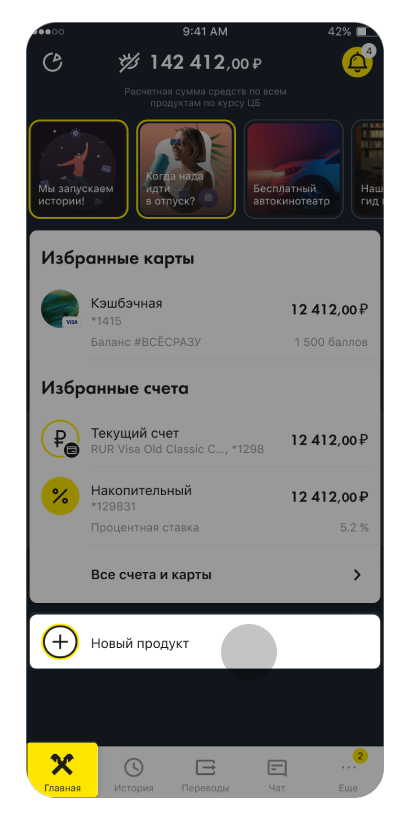 9:41 AM
42%
142 412,00 ₽
4
Расчетная сумма средств по всем
продуктам по курсу ЦБ
Мы запускаем
истории!
Когда надо
идти
в отпуск?
Бесплатный
автокинотеатр
Наш
гид
Избранные карты
Кэшбэчная
12 412,00 ₽
VISA
*1415
Баланс #ВСЁСРАЗУ
1 500 баллов
Избранные счета
Текущий счет
12 412,00 ₽
RUR Visa Old Classic C..., *1298
Накопительный
12 412,00 ₽
*129831
Процентная ставка
5.2 %
Все счета и карты
Новый продукт
2
Главная
История
Переводы
Чат
Еще